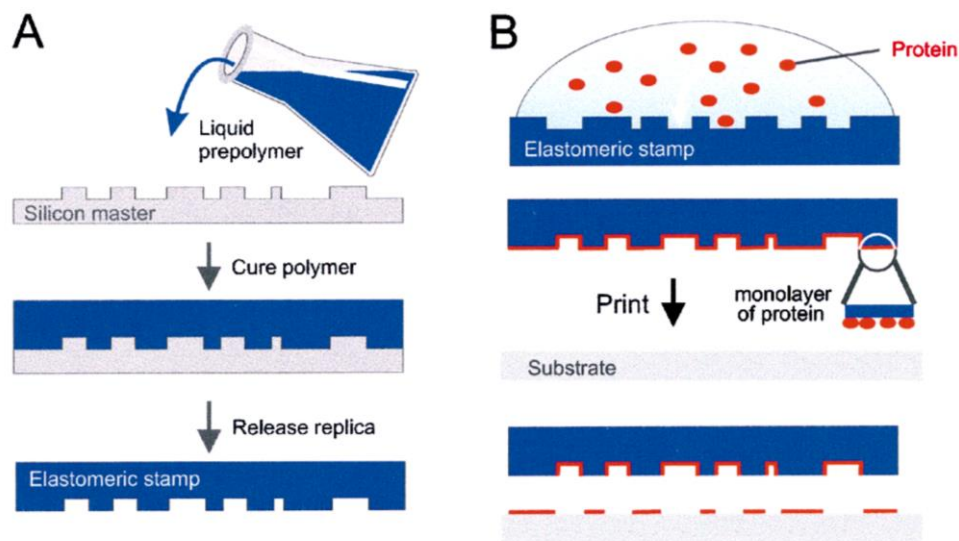 A
Liquid
prepolymer
Silicon master
Cure polymer
Release replica
Elastomeric stamp
B
Protein
Elastomeric stamp
Print
monolayer
of protein
Substrate